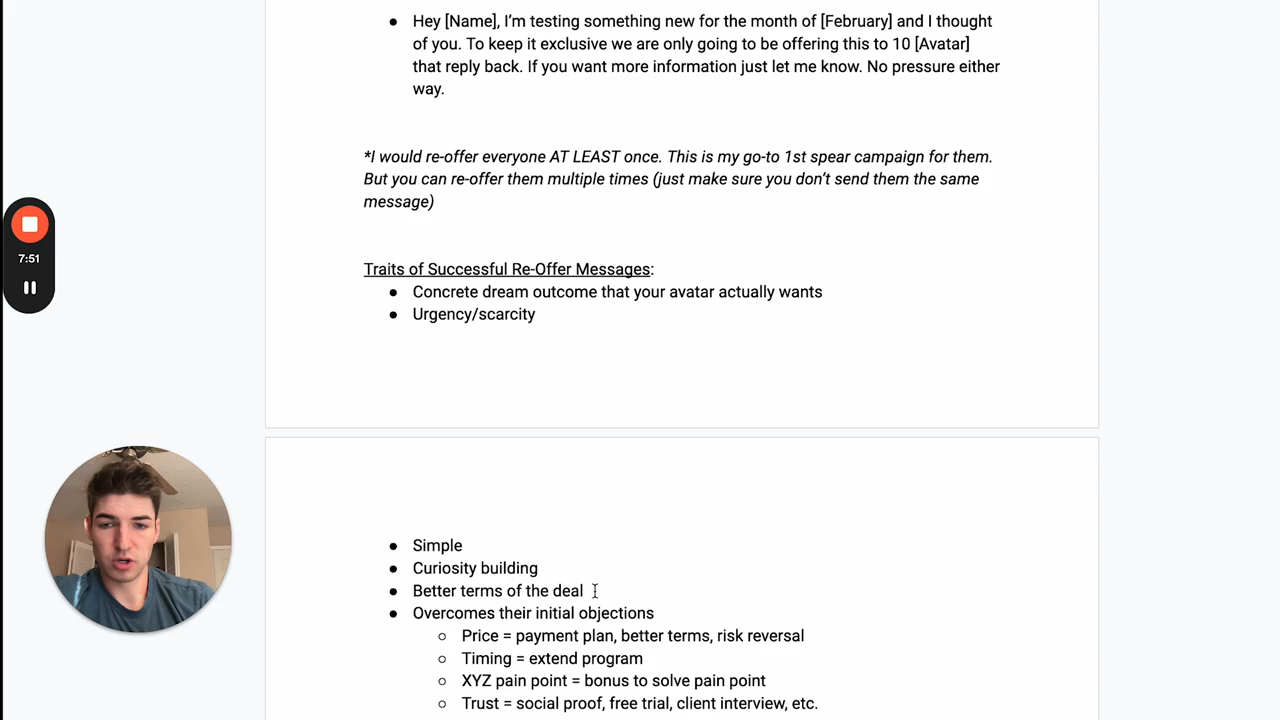 ● Hey [Name], I'm testing something new for the month of [February] and I thought
of you. To keep it exclusive we are only going to be offering this to 10 [Avatar]
that reply back. If you want more information just let me know. No pressure either
way.
*I would re-offer everyone AT LEAST once. This is my go-to 1st spear campaign for them.
But you can re-offer them multiple times (just make sure you don't send them the same
message)
7:51
Traits of Successful Re-Offer Messages:
● Concrete dream outcome that your avatar actually wants
● Urgency/scarcity
● Simple
● Curiosity building
● Better terms of the deal
● Overcomes their initial objections
○ Price = payment plan, better terms, risk reversal
○ Timing = extend program
○ XYZ pain point = bonus to solve pain point
○ Trust = social proof, free trial, client interview, etc.